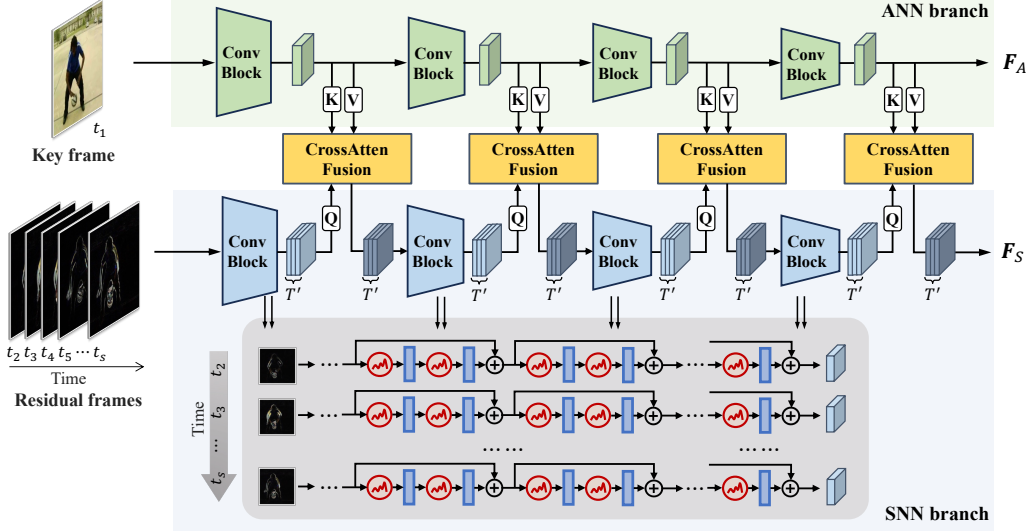 ANN branch
Conv
Block
Conv
Block
Conv
Block
Conv
Block
F_A
t_1
Key frame
K V
K V
K V
K V
CrossAtten
Fusion
CrossAtten
Fusion
CrossAtten
Fusion
CrossAtten
Fusion
Q
Q
Q
Q
Conv
Block
Conv
Block
Conv
Block
Conv
Block
F_S
T′ T′ T′ T′ T′ T′ T′ T′
t_2 t_3 t_4 t_5 ⋯ t_s
Time
Residual frames
Time
t_2
t_3
⋯
t_s
⋯ ⋯
SNN branch